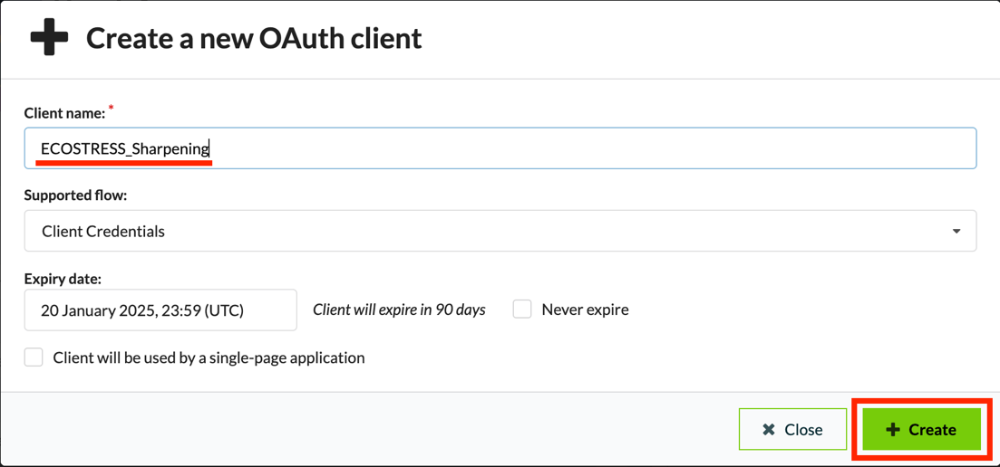 Create a new OAuth client
Client name: *
ECOSTRESS_Sharpening
Supported flow:
Client Credentials
Expiry date:
20 January 2025, 23:59 (UTC) Client will expire in 90 days Never expire
Client will be used by a single-page application
Close Create